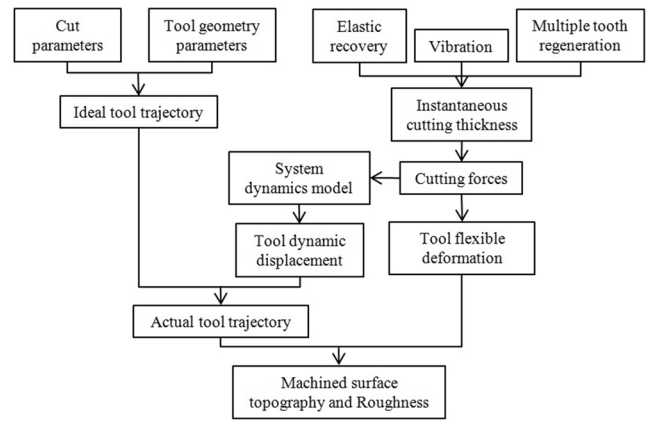 Cut
parameters
Tool geometry
parameters
Elastic
recovery
Vibration
Multiple tooth
regeneration
Ideal tool trajectory
Instantaneous
cutting thickness
System
dynamics model
Cutting forces
Tool dynamic
displacement
Tool flexible
deformation
Actual tool trajectory
Machined surface
topography and Roughness